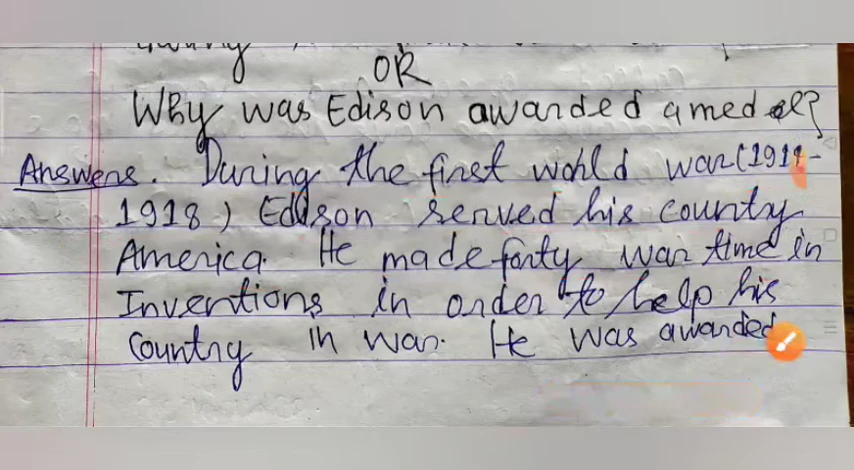 OR
Why was Edison awarded a medel?
Answers. During the first world war (1914-
1918) Edison served his country
America. He made forty war time in
Inventions in order to help his
Country in war. He was awarded